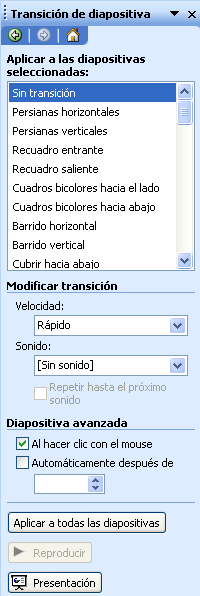 Transición de diapositiva
Aplicar a las diapositivas
seleccionadas:
Sin transición
Persianas horizontales
Persianas verticales
Recuadro entrante
Recuadro saliente
Cuadros bicolores hacia el lado
Cuadros bicolores hacia abajo
Barrido horizontal
Barrido vertical
Cubrir hacia abajo
Modificar transición
Velocidad:
Rápido
Sonido:
[Sin sonido]
Repetir hasta el próximo
sonido
Diapositiva avanzada
Al hacer clic con el mouse
Automáticamente después de
Aplicar a todas las diapositivas
Reproducir
Presentación